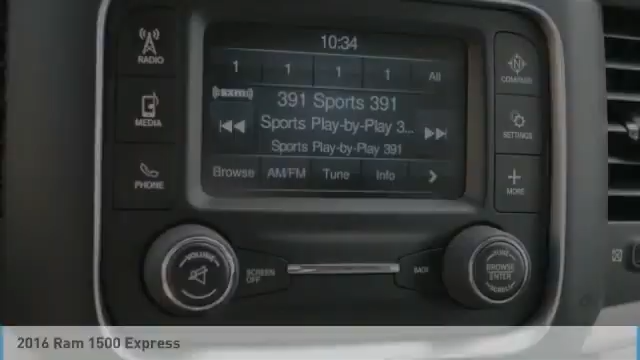 10:34
RADIO
1 1 1 1 All
COMPASS
SXM
391 Sports 391
MEDIA
Sports Play-by-Play 3...
SETTINGS
Sports Play-by-Play 391
PHONE
Browse AM/FM Tune Info
MORE
VOLUME
SCREEN OFF
BACK
BROWSE
ENTER
2016 Ram 1500 Express